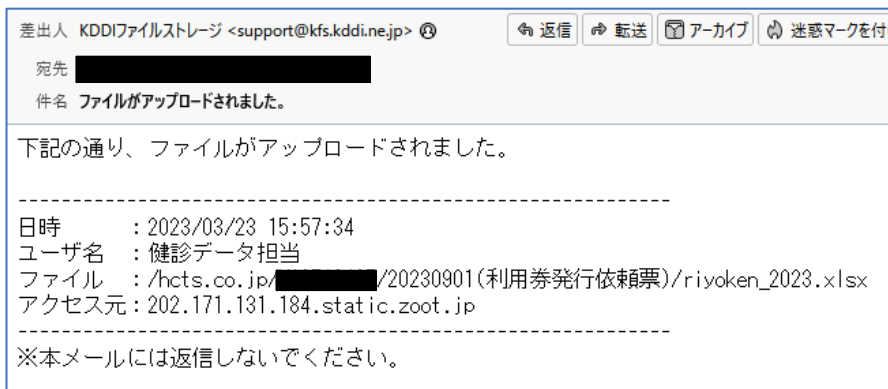 差出人 KDDIファイルストレージ <support@kfs.kddi.ne.jp> 返信 転送 アーカイブ 迷惑マークを付
宛先
件名 ファイルがアップロードされました。
下記の通り、ファイルがアップロードされました。
------------------------------------------------------------
日時 :2023/03/23 15:57:34
ユーザ名 :健診データ担当
ファイル :/hcts.co.jp/ /20230901(利用券発行依頼票)/riyoken_2023.xlsx
アクセス元:202.171.131.184.static.zoot.jp
------------------------------------------------------------
※本メールには返信しないでください。